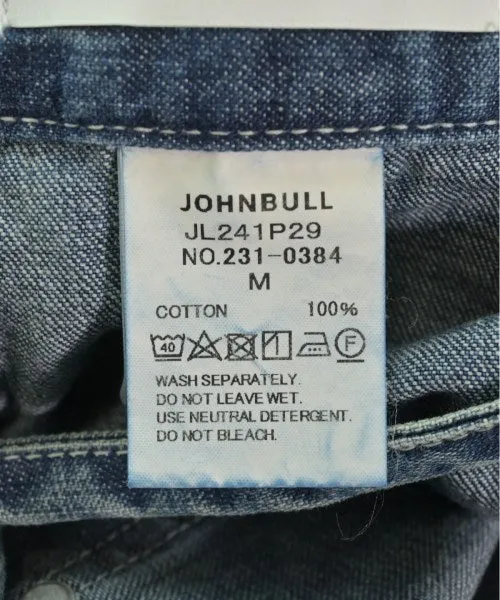 JOHNBULL
JL241P29
NO.231-0384
M
COTTON 100%
40 F
WASH SEPARATELY.
DO NOT LEAVE WET.
USE NEUTRAL DETERGENT.
DO NOT BLEACH.